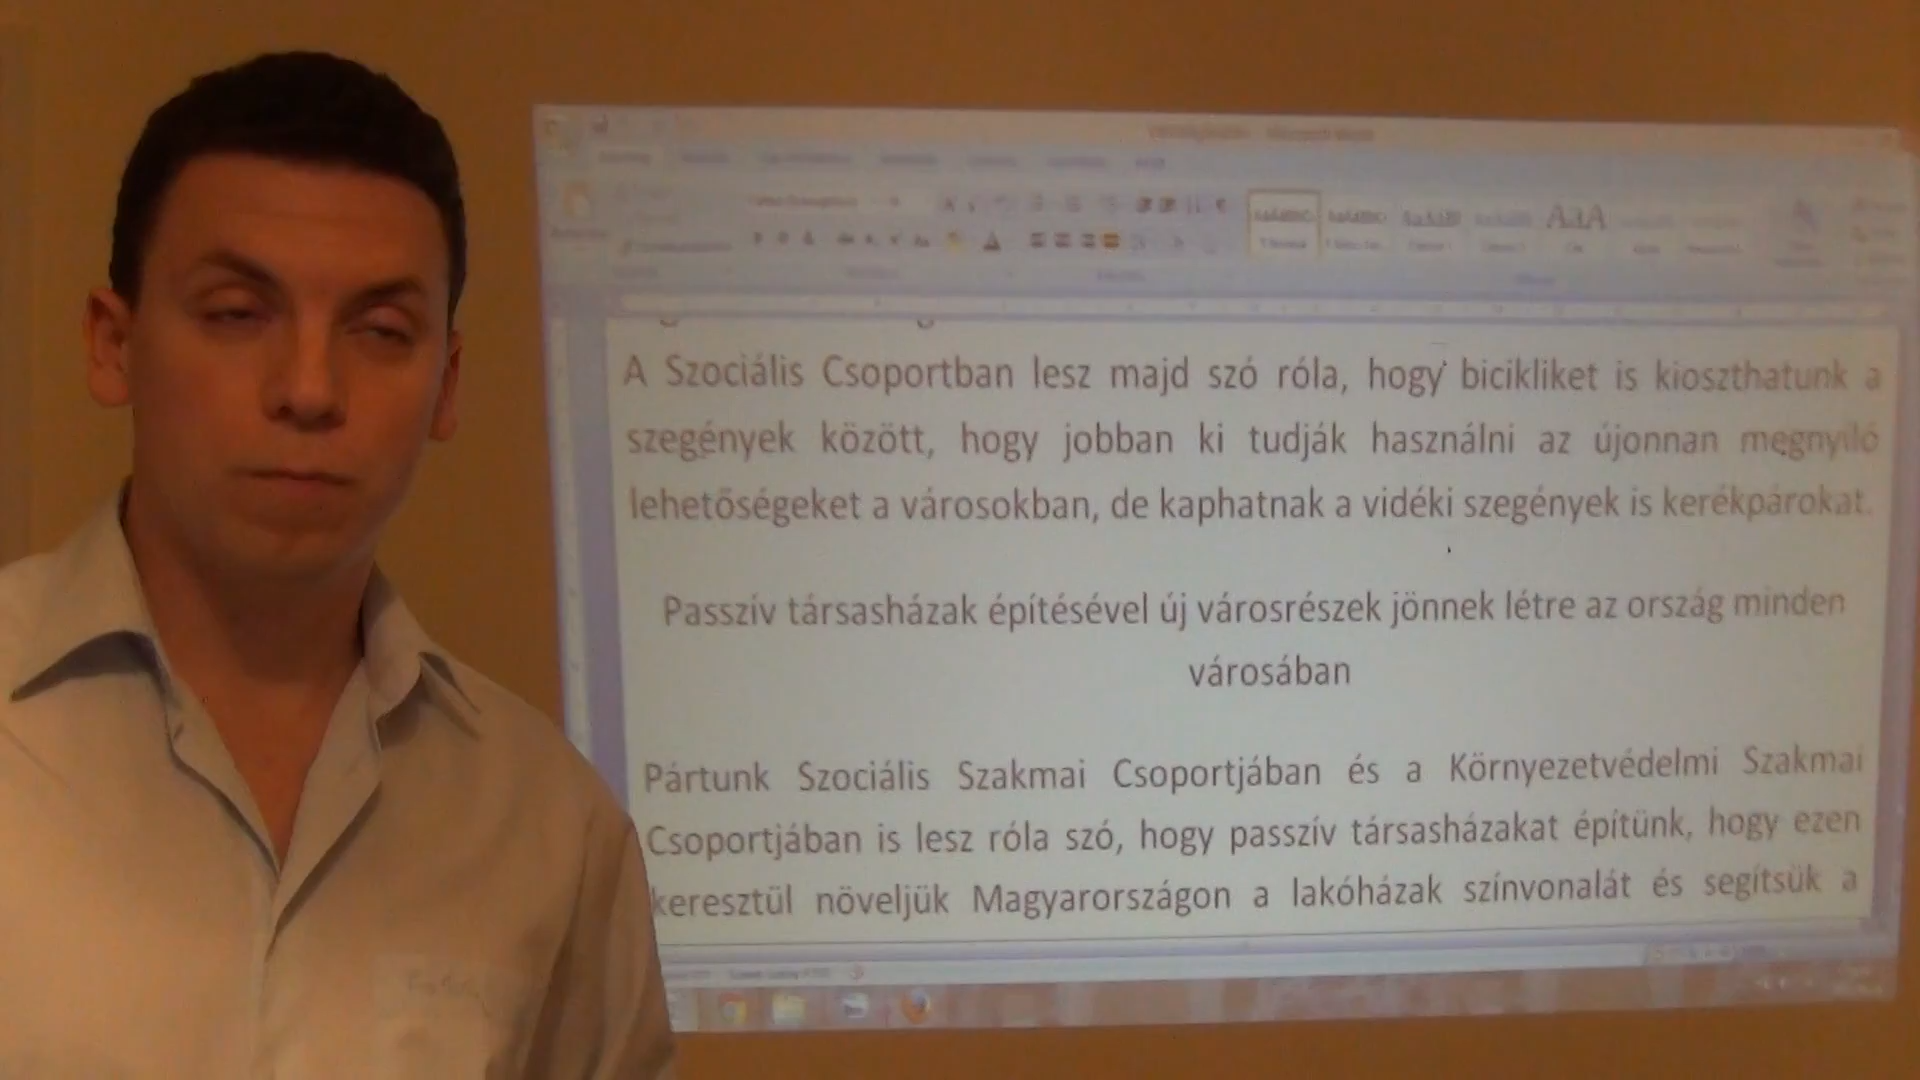 A Szociális Csoportban lesz majd szó róla, hogy bicikliket is kioszthatunk a
szegények között, hogy jobban ki tudják használni az újonnan megnyíló
lehetőségeket a városokban, de kaphatnak a vidéki szegények is kerékpárokat.
Passzív társasházak építésével új városrészek jönnek létre az ország minden
városában
Pártunk Szociális Szakmai Csoportjában és a Környezetvédelmi Szakmai
Csoportjában is lesz róla szó, hogy passzív társasházakat építünk, hogy ezen
keresztül növeljük Magyarországon a lakóházak színvonalát és segítsük a